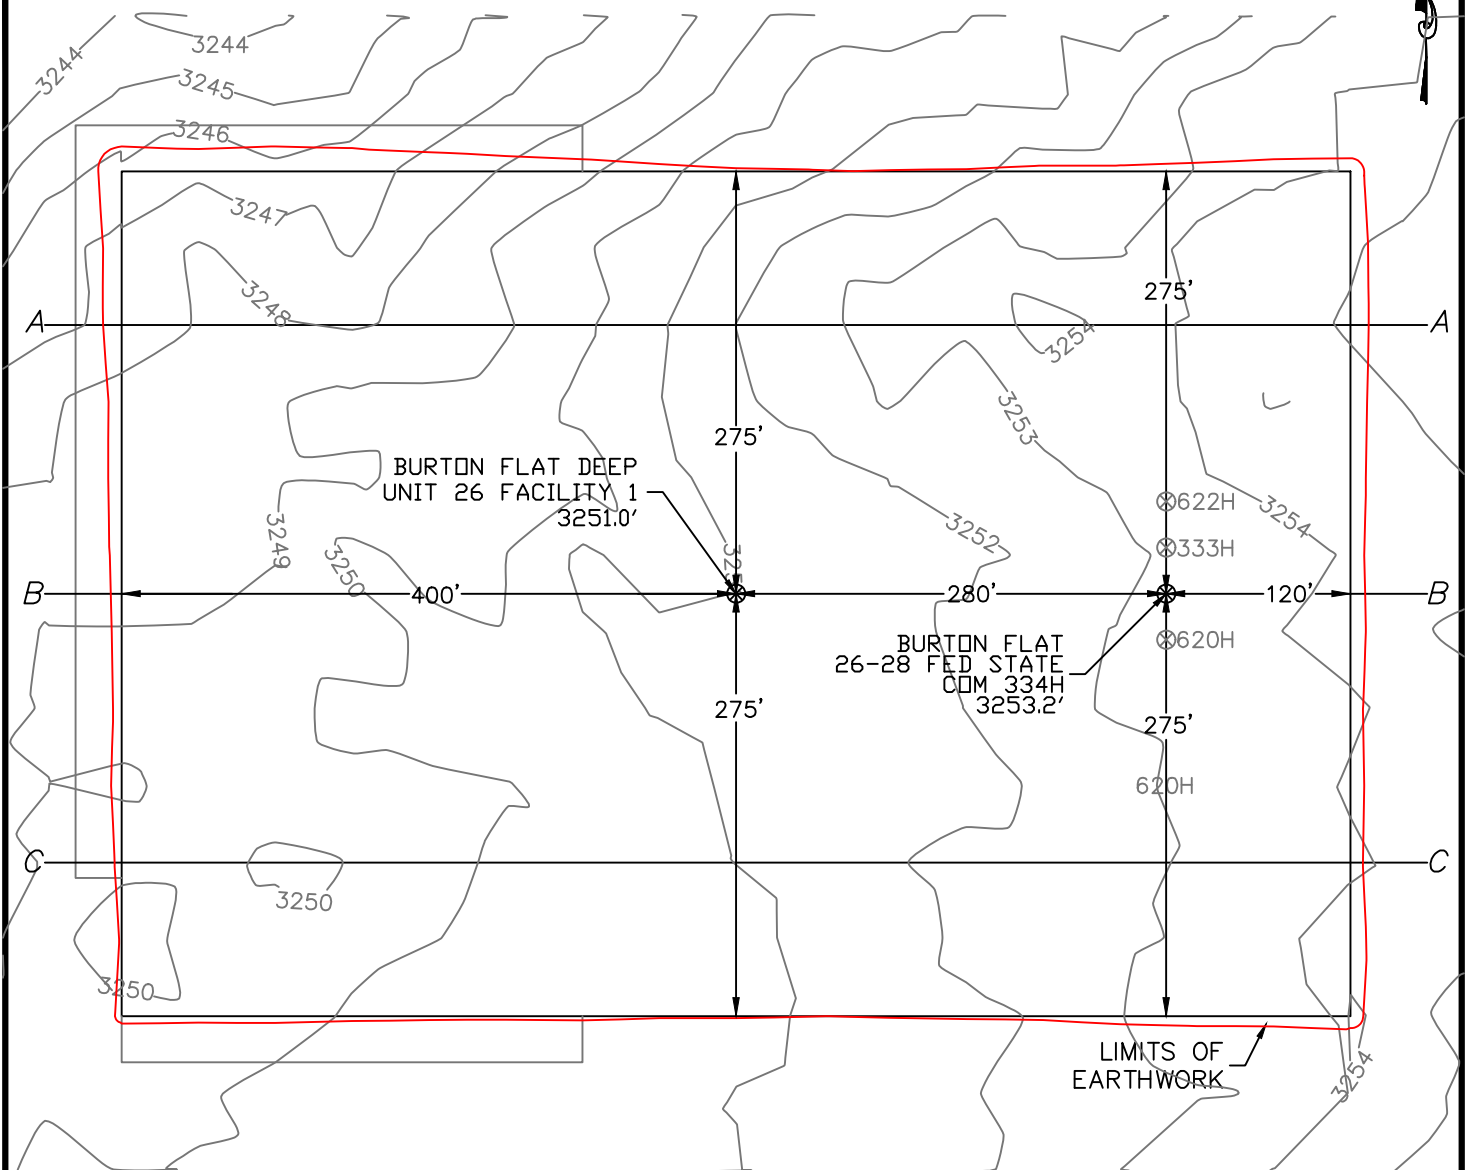 3244
3244
3245
3246
3247
275'
3248
A
A
3254
3253
275'
BURTON FLAT DEEP
UNIT 26 FACILITY 1
3251.0'
622H
3254
3249
3250
3252
333H
B
400'
280'
120'
B
620H
BURTON FLAT
26-28 FED STATE
COM 334H
3253.2'
275'
275'
620H
C
C
3250
3250
LIMITS OF
EARTHWORK
3254